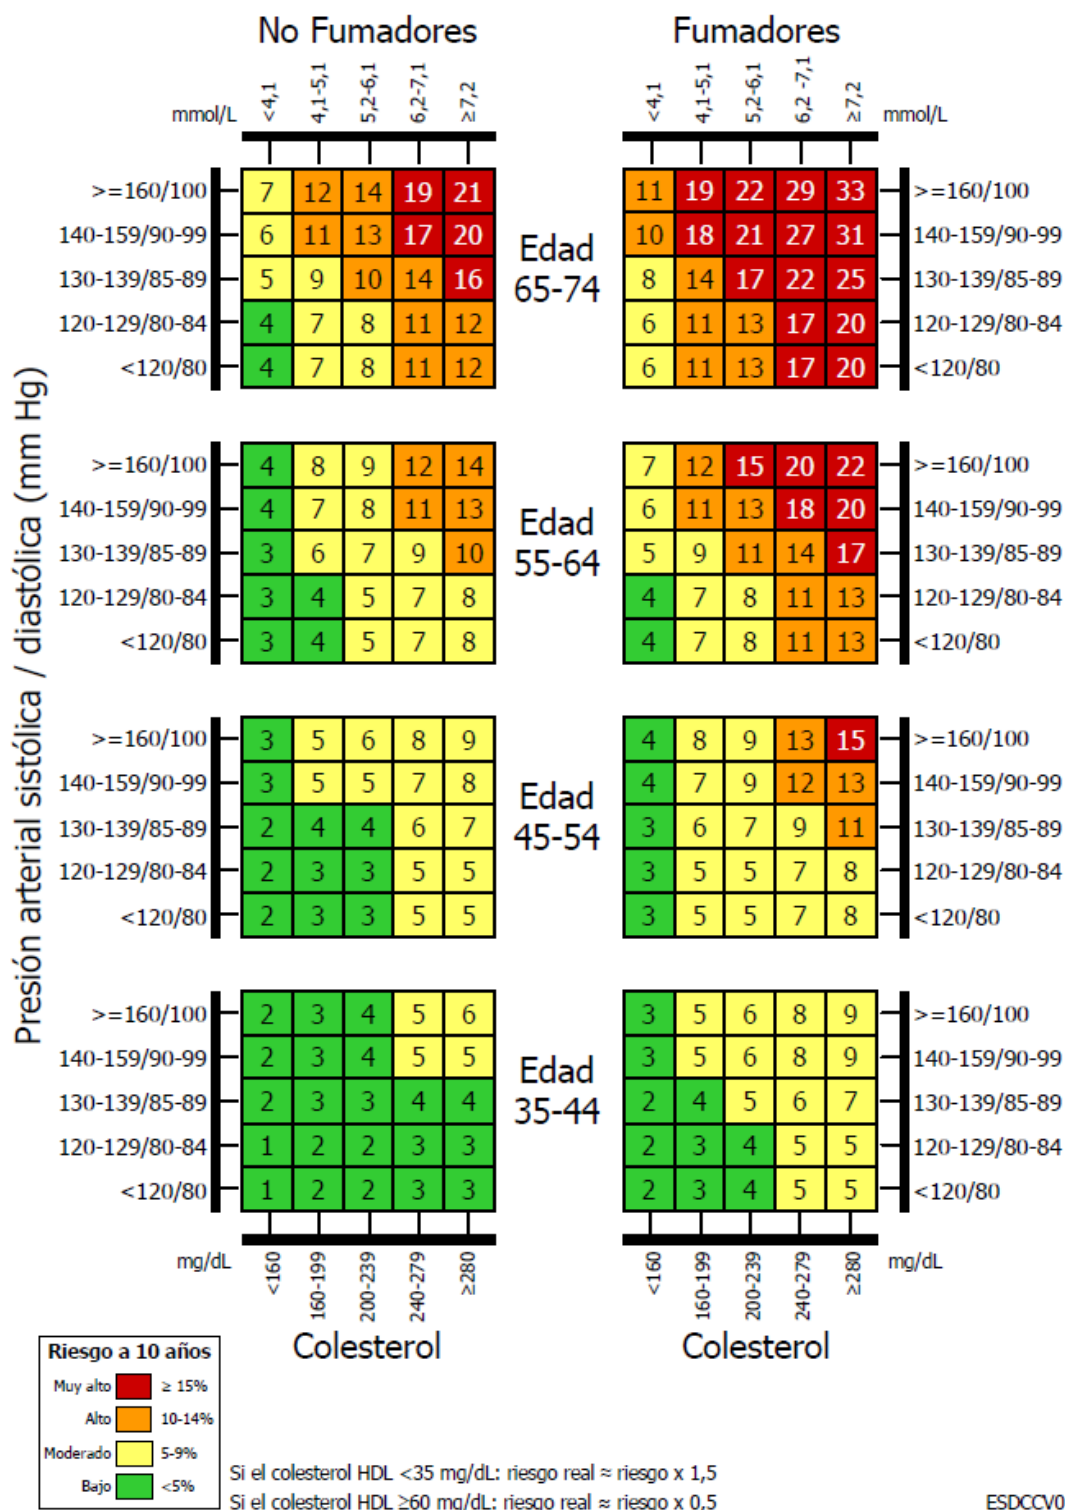 No Fumadores Fumadores
mmol/L <4,1 4,1-5,1 5,2-6,1 6,2-7,1 ≥7,2 <4,1 4,1-5,1 5,2-6,1 6,2 -7,1 ≥7,2 mmol/L
Presión arterial sistólica / diastólica (mm Hg)
>=160/100 7 12 14 19 21 11 19 22 29 33 >=160/100
140-159/90-99 6 11 13 17 20 10 18 21 27 31 140-159/90-99
Edad 65-74
130-139/85-89 5 9 10 14 16 8 14 17 22 25 130-139/85-89
120-129/80-84 4 7 8 11 12 6 11 13 17 20 120-129/80-84
<120/80 4 7 8 11 12 6 11 13 17 20 <120/80
>=160/100 4 8 9 12 14 7 12 15 20 22 >=160/100
140-159/90-99 4 7 8 11 13 6 11 13 18 20 140-159/90-99
Edad 55-64
130-139/85-89 3 6 7 9 10 5 9 11 14 17 130-139/85-89
120-129/80-84 3 4 5 7 8 4 7 8 11 13 120-129/80-84
<120/80 3 4 5 7 8 4 7 8 11 13 <120/80
>=160/100 3 5 6 8 9 4 8 9 13 15 >=160/100
140-159/90-99 3 5 5 7 8 4 7 9 12 13 140-159/90-99
Edad 45-54
130-139/85-89 2 4 4 6 7 3 6 7 9 11 130-139/85-89
120-129/80-84 2 3 3 5 5 3 5 5 7 8 120-129/80-84
<120/80 2 3 3 5 5 3 5 5 7 8 <120/80
>=160/100 2 3 4 5 6 3 5 6 8 9 >=160/100
140-159/90-99 2 3 4 5 5 3 5 6 8 9 140-159/90-99
Edad 35-44
130-139/85-89 2 3 3 4 4 2 4 5 6 7 130-139/85-89
120-129/80-84 1 2 2 3 3 2 3 4 5 5 120-129/80-84
<120/80 1 2 2 3 3 2 3 4 5 5 <120/80
mg/dL <160 160-199 200-239 240-279 ≥280 <160 160-199 200-239 240-279 ≥280 mg/dL
Colesterol Colesterol
Riesgo a 10 años
Muy alto ≥ 15%
Alto 10-14%
Moderado 5-9%
Bajo <5%
Si el colesterol HDL <35 mg/dL: riesgo real ≈ riesgo x 1,5
Si el colesterol HDL ≥60 mg/dL: riesgo real ≈ riesgo x 0,5
ESDCCV0